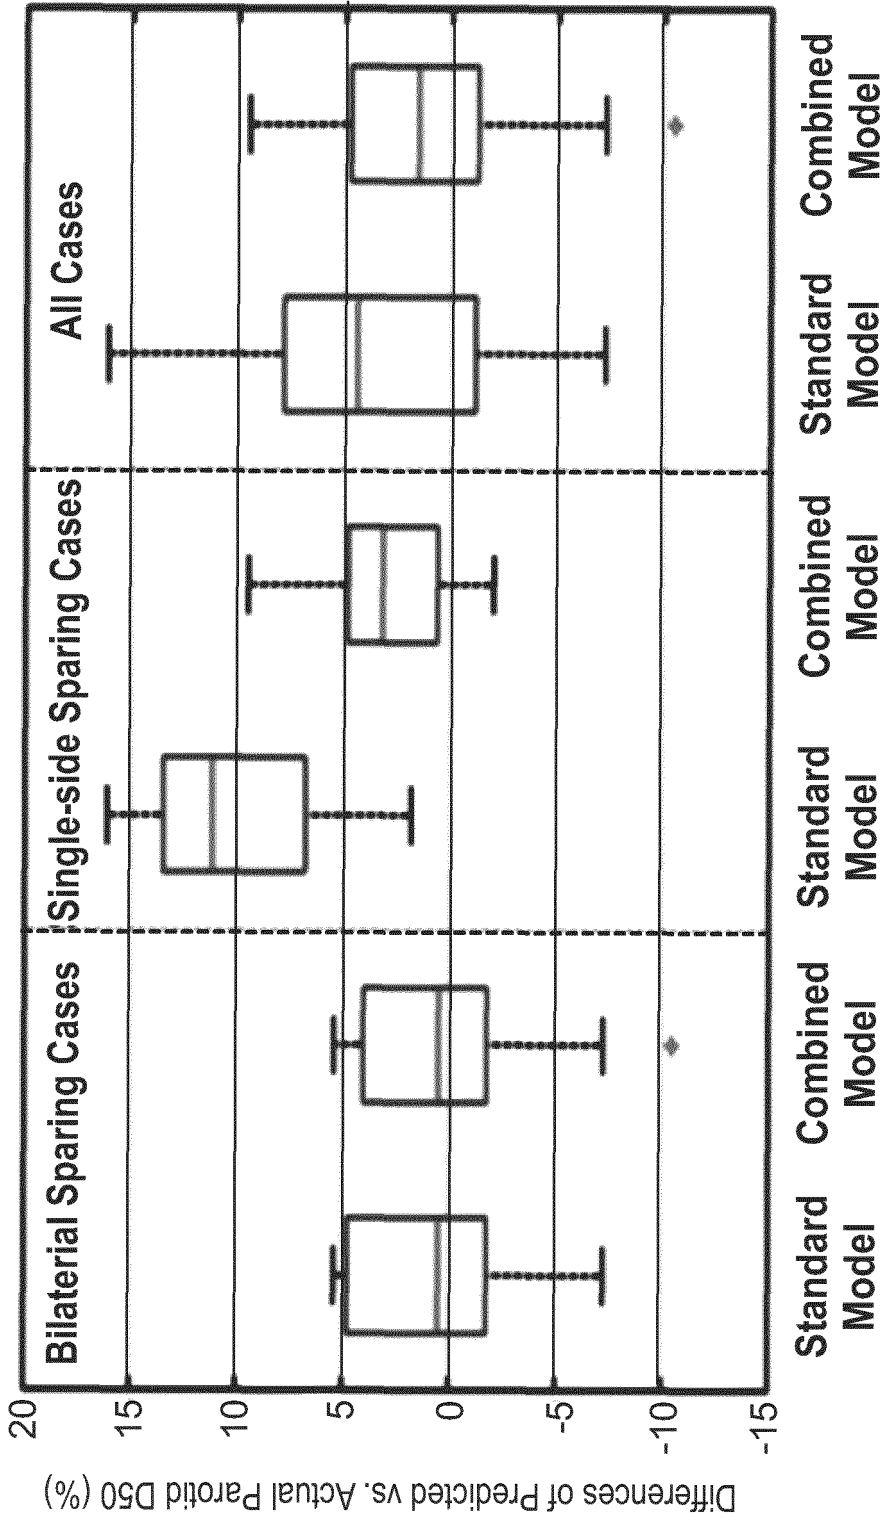 Differences of Predicted vs. Actual Parotid D50 (%)
20
15
10
5
0
-5
-10
-15
Bilaterial Sparing Cases
Single-side Sparing Cases
All Cases
Standard
Model
Combined
Model
Standard
Model
Combined
Model
Standard
Model
Combined
Model